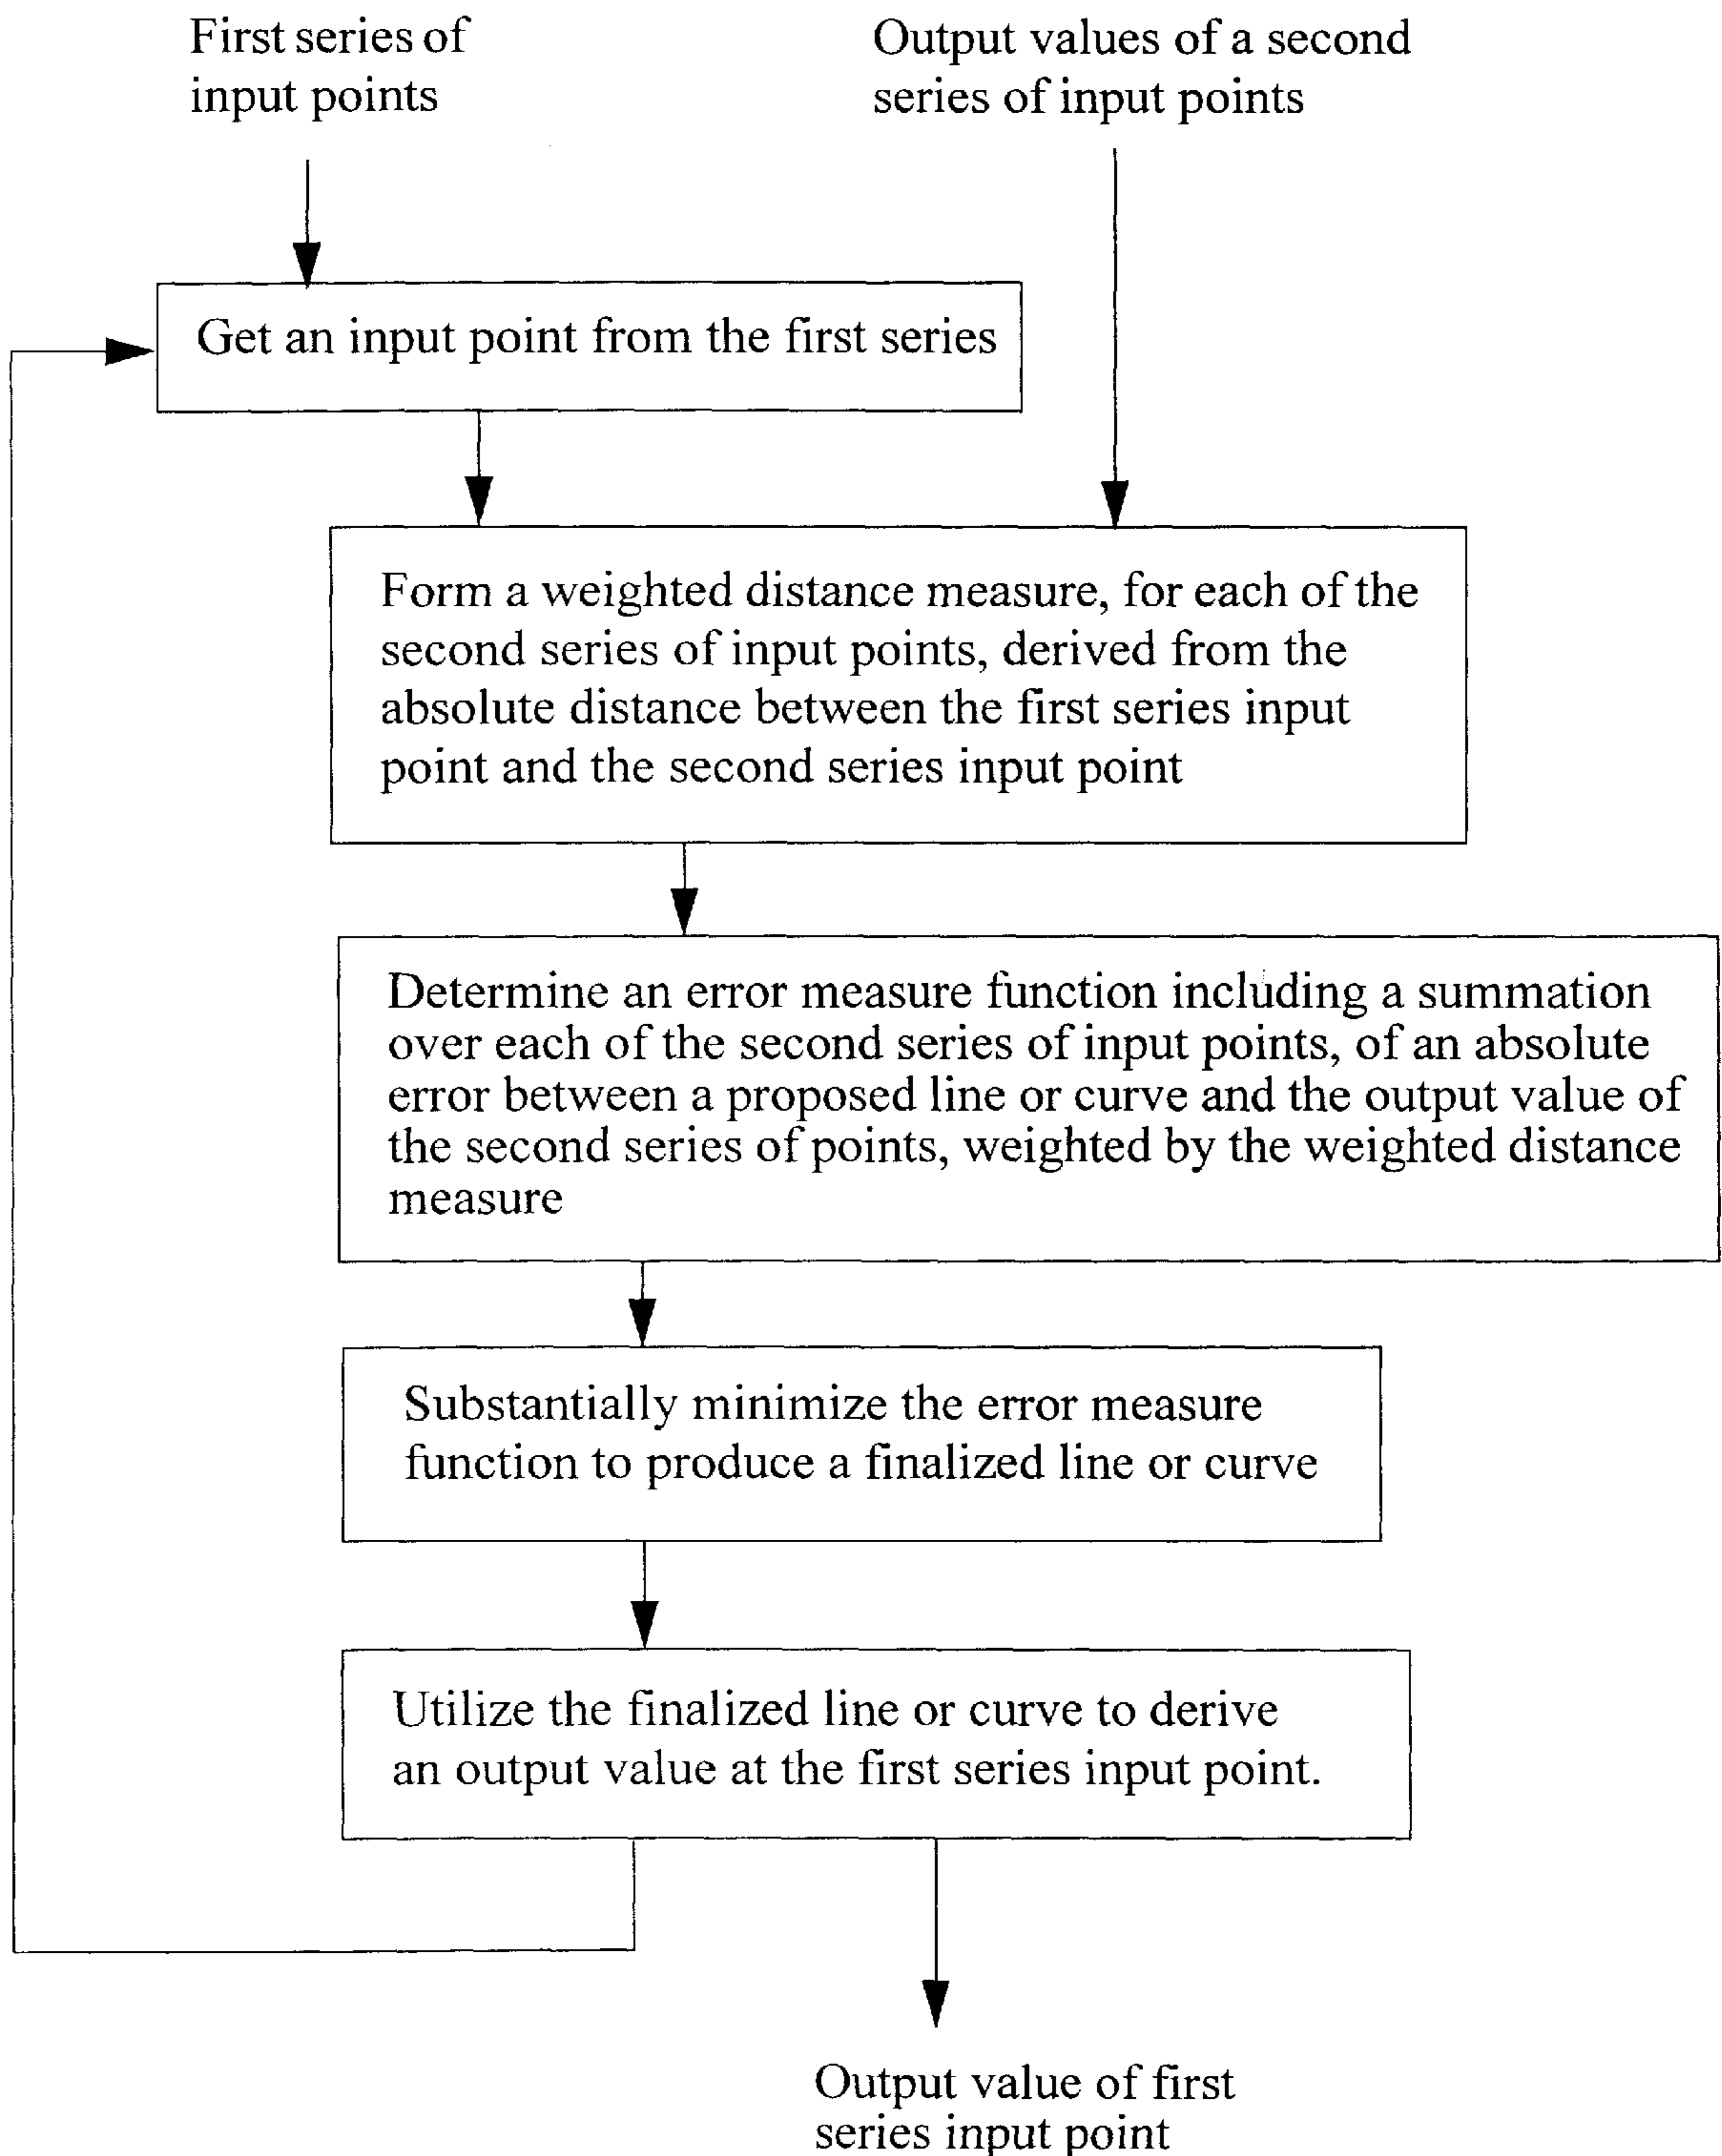 First series of
input points
Output values of a second
series of input points
Get an input point from the first series
Form a weighted distance measure, for each of the
second series of input points, derived from the
absolute distance between the first series input
point and the second series input point
Determine an error measure function including a summation
over each of the second series of input points, of an absolute
error between a proposed line or curve and the output value of
the second series of points, weighted by the weighted distance
measure
Substantially minimize the error measure
function to produce a finalized line or curve
Utilize the finalized line or curve to derive
an output value at the first series input point.
Output value of first
series input point